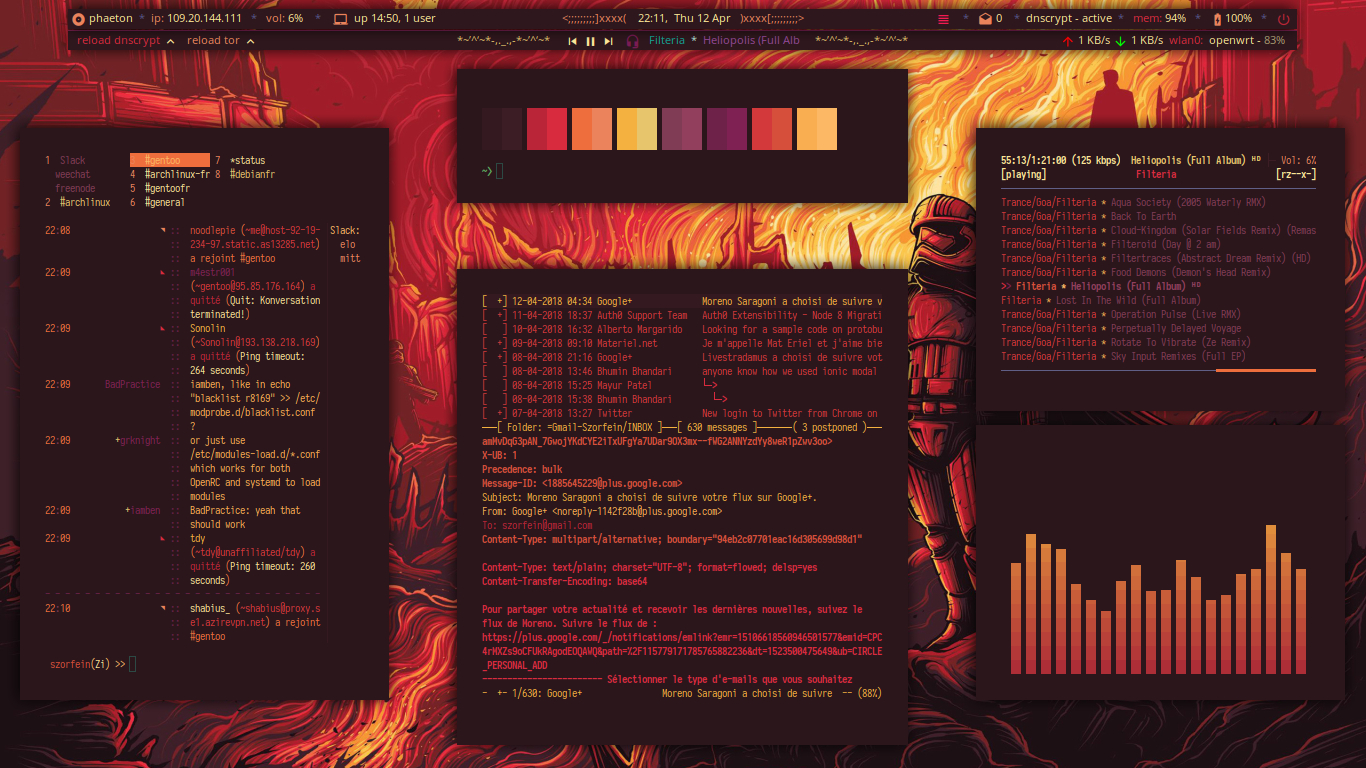 phaeton * ip: 109.20.144.111 * vol: 6% * up 14:50, 1 user <;;;;;;;;;]xxxx( 22:11, Thu 12 Apr )xxxx[;;;;;;;;;> * 0 * dnscrypt - active * mem: 94% * 100% *
reload dnscrypt reload tor *~'^'~*-,._.,-*~'^'~* Filteria * Heliopolis (Full Alb *~'^'~*-,._.,-*~'^'~* 1 KB/s 1 KB/s wlan0: openwrt - 83%
1 Slack #gentoo 7 *status
weechat 4 #archlinux-fr 8 #debianfr
freenode 5 #gentoofr
2 #archlinux 6 #general
22:08 :: noodlepie (~me@host-92-19- Slack:
:: 234-97.static.as13285.net) elo
:: a rejoint #gentoo mitt
22:09 :: m4estr001
:: (~gentoo@95.85.176.164) a
:: quitté (Quit: Konversation
:: terminated!)
22:09 :: Sonolin
:: (~Sonolin@193.138.218.169)
:: a quitté (Ping timeout:
:: 264 seconds)
22:09 BadPractice :: iamben, like in echo
:: "blacklist r8169" >> /etc/
:: modprobe.d/blacklist.conf
:: ?
22:09 +grknight :: or just use
:: /etc/modules-load.d/*.conf
:: which works for both
:: OpenRC and systemd to load
:: modules
22:09 +iamben :: BadPractice: yeah that
:: should work
22:09 :: tdy
:: (~tdy@unaffiliated/tdy) a
:: quitté (Ping timeout: 260
:: seconds)
22:10 :: shabius_ (~shabius@proxy.s
:: e1.azirevpn.net) a rejoint
:: #gentoo
szorfein(Zi) >>
~>
[ +] 12-04-2018 04:34 Google+ Moreno Saragoni a choisi de suivre v
[ +] 11-04-2018 18:37 Auth0 Support Team Auth0 Extensibility - Node 8 Migrati
[ ] 10-04-2018 16:32 Alberto Margarido Looking for a sample code on protobu
[ +] 09-04-2018 09:10 Materiel.net Je m'appelle Mat Eriel et j'aime bie
[ +] 08-04-2018 21:16 Google+ Livestradamus a choisi de suivre vot
[ ] 08-04-2018 13:46 Bhumin Bhandari anyone know how we used ionic modal
[ ] 08-04-2018 15:25 Mayur Patel └─>
[ ] 08-04-2018 15:38 Bhumin Bhandari └─>
[ +] 07-04-2018 13:27 Twitter New login to Twitter from Chrome on
──[ Folder: =Gmail-Szorfein/INBOX ]──[ 630 messages ]─────( 3 postponed )──
amHvDqG3pAN_7GwojYKdCYE2iTxUFgYa7UDar9OX3mx--fWG2ANNYzdYy8weR1pZwv3oo>
X-UB: 1
Precedence: bulk
Message-ID: <1885645229@plus.google.com>
Subject: Moreno Saragoni a choisi de suivre votre flux sur Google+.
From: Google+ <noreply-1142f28b@plus.google.com>
To: szorfein@gmail.com
Content-Type: multipart/alternative; boundary="94eb2c07701eac16d305699d98d1"
Content-Type: text/plain; charset="UTF-8"; format=flowed; delsp=yes
Content-Transfer-Encoding: base64
Pour partager votre actualité et recevoir les dernières nouvelles, suivez le
flux de Moreno. Suivre le flux de :
https://plus.google.com/_/notifications/emlink?emr=15106618560946501577&emid=CPC
4rHXZs9oCFUkRAgodEOQAWQ&path=%2F115779171785765882236&dt=1523500475649&ub=CIRCLE
_PERSONAL_ADD
------------------------ Sélectionner le type d'e-mails que vous souhaitez
- +- 1/630: Google+ Moreno Saragoni a choisi de suivre -- (88%)
55:13/1:21:00 (125 kbps) Heliopolis (Full Album) ᴴᴰ Vol: 6%
[playing] Filteria [rz--x-]
Trance/Goa/Filteria * Aqua Society (2005 Waterly RMX)
Trance/Goa/Filteria * Back To Earth
Trance/Goa/Filteria * Cloud-Kingdom (Solar Fields Remix) (Remas
Trance/Goa/Filteria * Filteroid (Day @ 2 am)
Trance/Goa/Filteria * Filtertraces (Abstract Dream Remix) (HD)
Trance/Goa/Filteria * Food Demons (Demon's Head Remix)
>> Filteria * Heliopolis (Full Album) ᴴᴰ
Filteria * Lost In The Wild (Full Album)
Trance/Goa/Filteria * Operation Pulse (Live RMX)
Trance/Goa/Filteria * Perpetually Delayed Voyage
Trance/Goa/Filteria * Rotate To Vibrate (Ze Remix)
Trance/Goa/Filteria * Sky Input Remixes (Full EP)